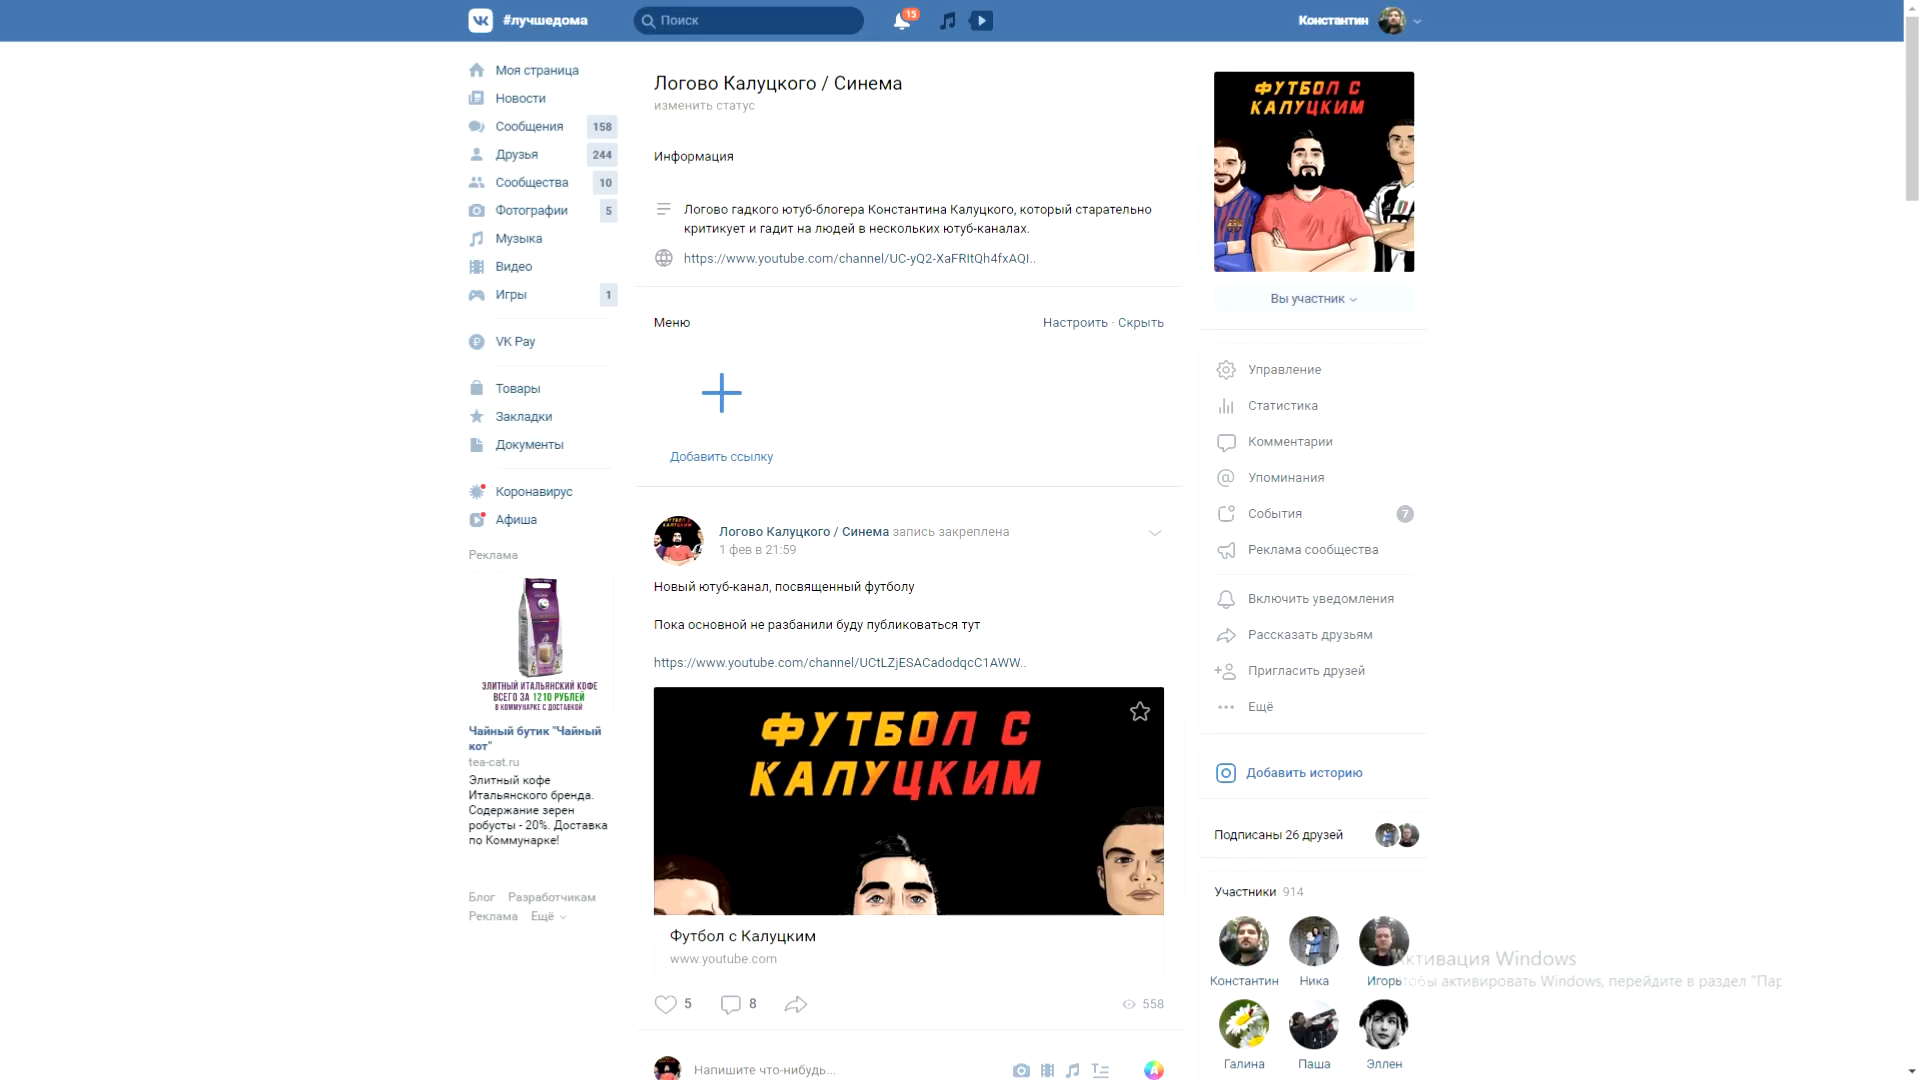 #лучшедома
Поиск
15
Константин
Моя страница
Новости
Сообщения 158
Друзья 244
Сообщества 10
Фотографии 5
Музыка
Видео
Игры 1
VK Pay
Товары
Закладки
Документы
Коронавирус
Афиша
Реклама
ЭЛИТНЫЙ ИТАЛЬЯНСКИЙ КОФЕ
ВСЕГО ЗА 1210 РУБЛЕЙ
В КОММУНАРКЕ С ДОСТАВКОЙ
Чайный бутик "Чайный
кот"
tea-cat.ru
Элитный кофе
Итальянского бренда.
Содержание зерен
робусты - 20%. Доставка
по Коммунарке!
Блог Разработчикам
Реклама Ещё
Логово Калуцкого / Синема
изменить статус
Информация
Логово гадкого ютуб-блогера Константина Калуцкого, который старательно
критикует и гадит на людей в нескольких ютуб-каналах.
https://www.youtube.com/channel/UC-yQ2-XaFRItQh4fxAQI..
Меню
Настроить · Скрыть
Добавить ссылку
Логово Калуцкого / Синема запись закреплена
1 фев в 21:59
Новый ютуб-канал, посвященный футболу
Пока основной не разбанили буду публиковаться тут
https://www.youtube.com/channel/UCtLZjESACadodqcC1AWW..
ФУТБОЛ С
КАЛУЦКИМ
Футбол с Калуцким
www.youtube.com
5 8 558
Напишите что-нибудь...
ФУТБОЛ С
КАЛУЦКИМ
Вы участник
Управление
Статистика
Комментарии
Упоминания
События 7
Реклама сообщества
Включить уведомления
Рассказать друзьям
Пригласить друзей
Ещё
Добавить историю
Подписаны 26 друзей
Участники 914
Константин Ника Игорь
Галина Паша Эллен
Активация Windows
Чтобы активировать Windows, перейдите в раздел "Пар